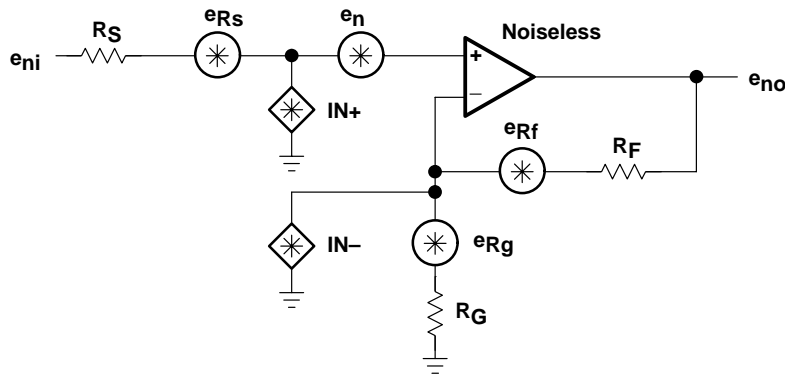 eni
RS
eRs
en
Noiseless
+
−
eno
IN+
eRf
RF
IN−
eRg
RG